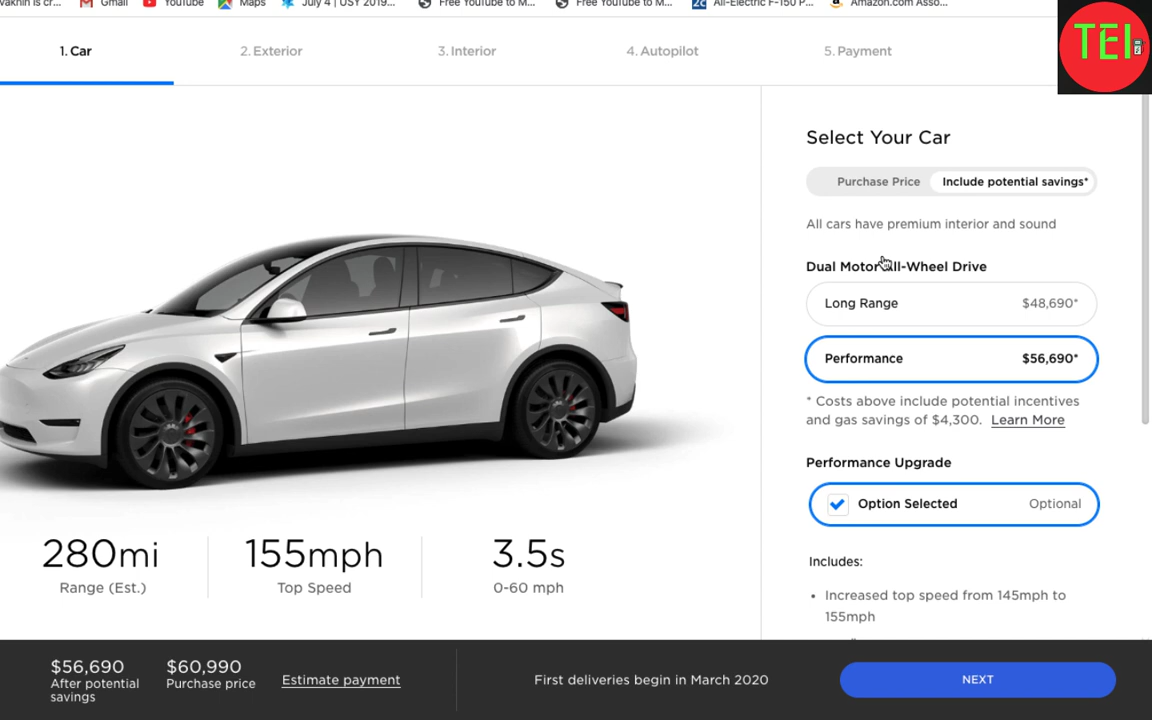 Gmail
YouTube
Maps
July 4 | USY 2019...
Free YouTube to M...
Free YouTube to M...
All-Electric F-150 P...
Amazon.com Asso...
TEI
1. Car
2. Exterior
3. Interior
4. Autopilot
5. Payment
Select Your Car
Purchase Price
Include potential savings*
All cars have premium interior and sound
Dual Motor All-Wheel Drive
Long Range $48,690*
Performance $56,690*
* Costs above include potential incentives
and gas savings of $4,300. Learn More
Performance Upgrade
Option Selected Optional
Includes:
• Increased top speed from 145mph to
155mph
280mi
Range (Est.)
155mph
Top Speed
3.5s
0-60 mph
$56,690
After potential
savings
$60,990
Purchase price
Estimate payment
First deliveries begin in March 2020
NEXT